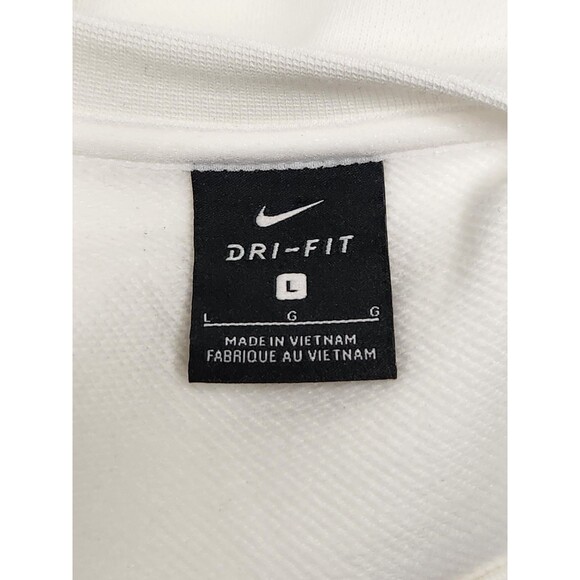 DRI-FIT
L
L G G
MADE IN VIETNAM
FABRIQUE AU VIETNAM